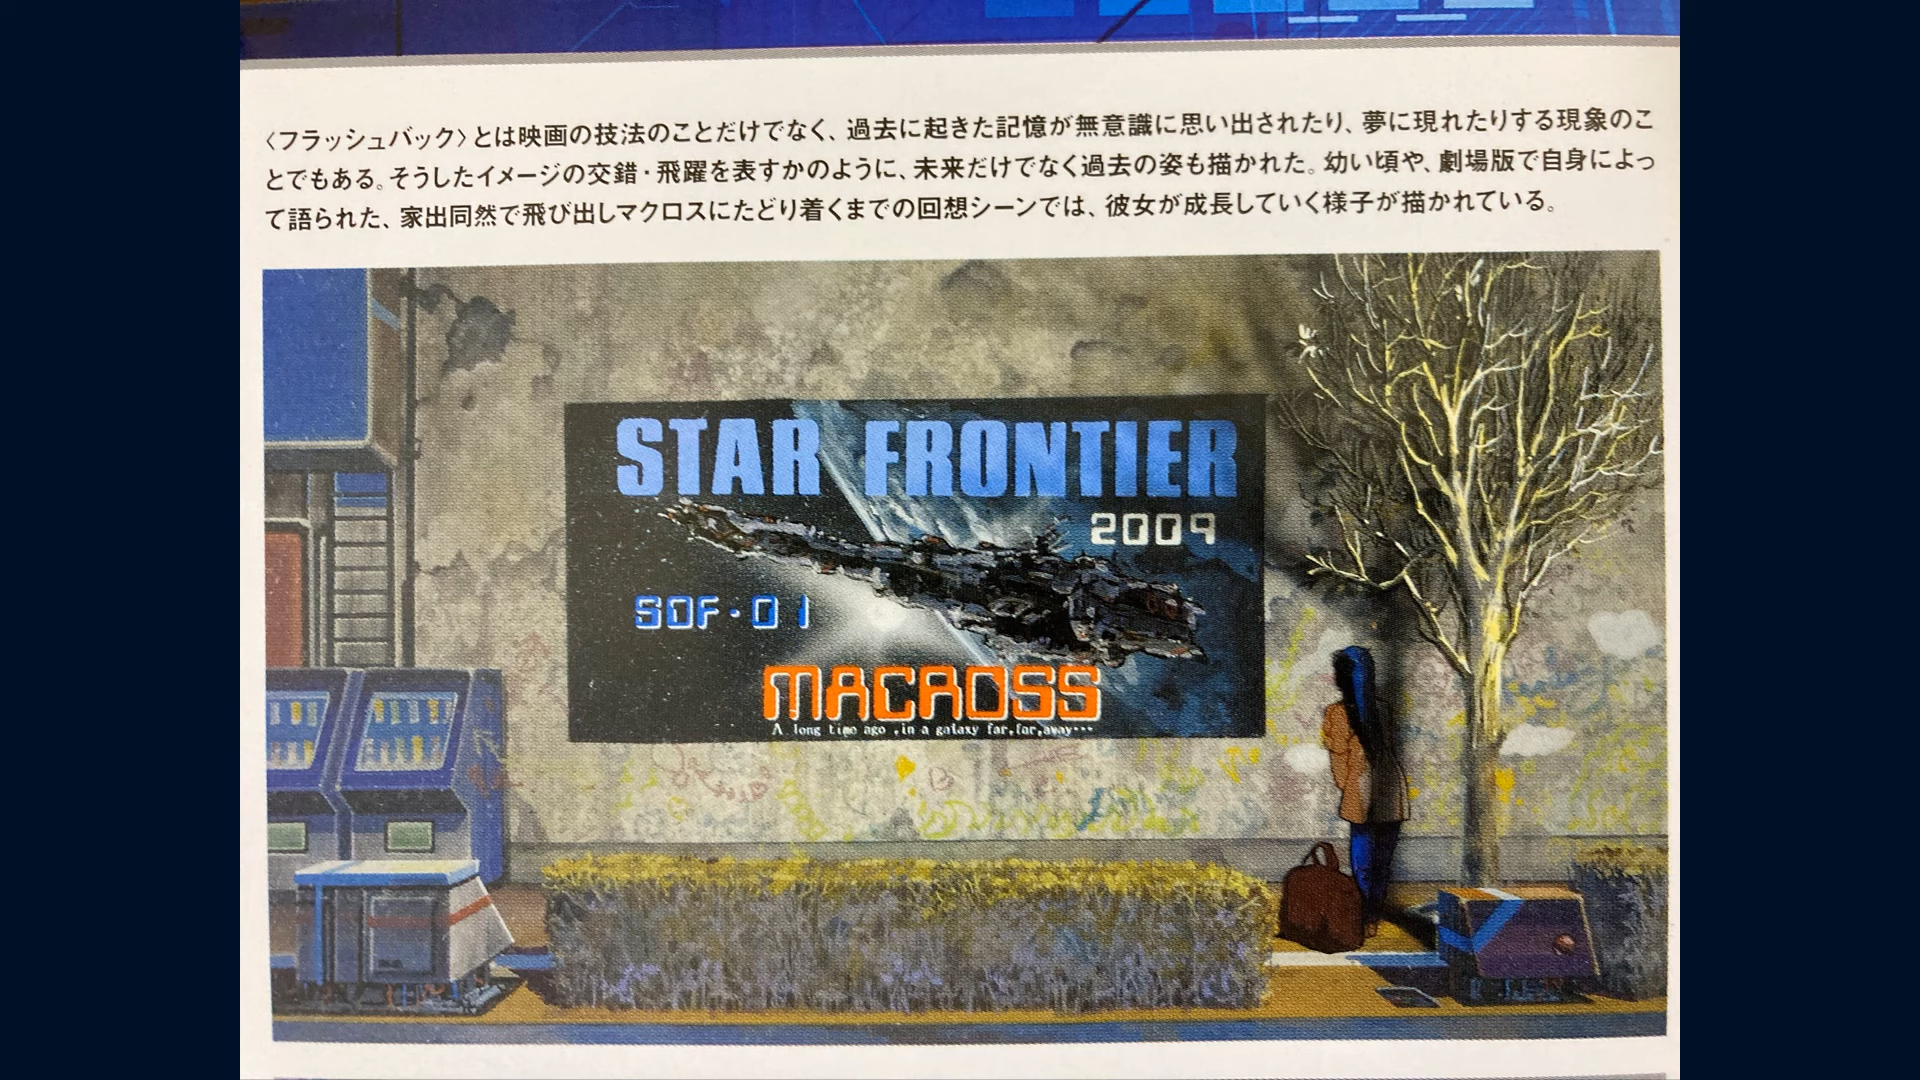 〈フラッシュバック〉とは映画の技法のことだけでなく、過去に起きた記憶が無意識に思い出されたり、夢に現れたりする現象のこ
とでもある。そうしたイメージの交錯・飛躍を表すかのように、未来だけでなく過去の姿も描かれた。幼い頃や、劇場版で自身によっ
て語られた、家出同然で飛び出しマクロスにたどり着くまでの回想シーンでは、彼女が成長していく様子が描かれている。
STAR FRONTIER
2009
SDF・01
MACROSS
A long time ago ,in a galaxy far,far,away…